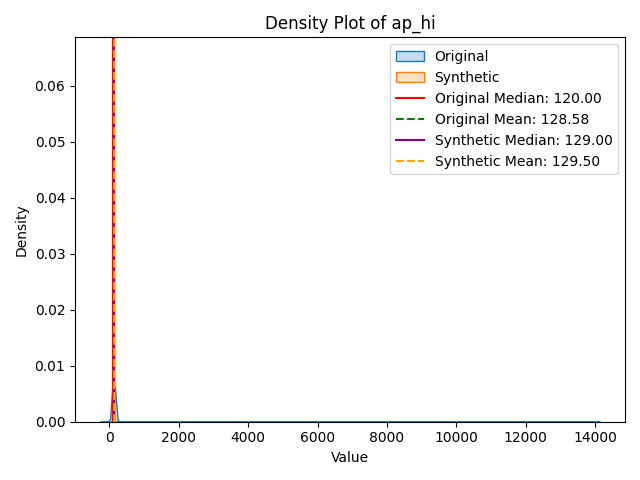 Density Plot of ap_hi
Original
Synthetic
Original Median: 120.00
Original Mean: 128.58
Synthetic Median: 129.00
Synthetic Mean: 129.50
Density
0.06
0.05
0.04
0.03
0.02
0.01
0.00
0 2000 4000 6000 8000 10000 12000 14000
Value